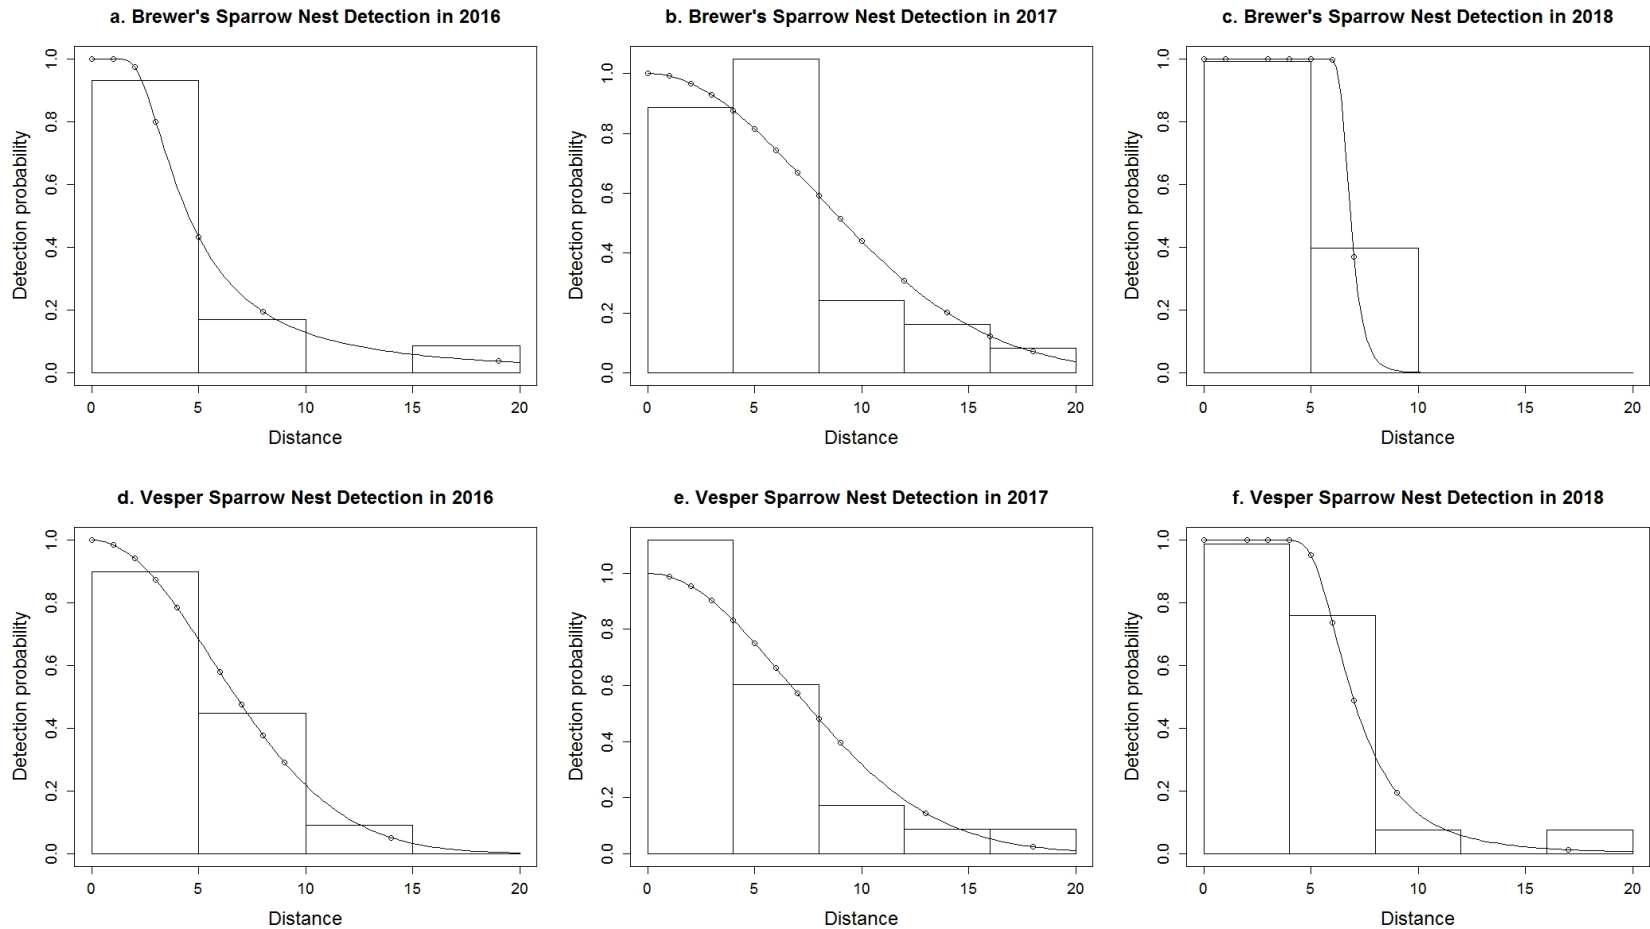 a. Brewer's Sparrow Nest Detection in 2016
Detection probability
1.0
0.8
0.6
0.4
0.2
0.0
0 5 10 15 20
Distance
b. Brewer's Sparrow Nest Detection in 2017
Detection probability
1.0
0.8
0.6
0.4
0.2
0.0
0 5 10 15 20
Distance
c. Brewer's Sparrow Nest Detection in 2018
Detection probability
1.0
0.8
0.6
0.4
0.2
0.0
0 5 10 15 20
Distance
d. Vesper Sparrow Nest Detection in 2016
Detection probability
1.0
0.8
0.6
0.4
0.2
0.0
0 5 10 15 20
Distance
e. Vesper Sparrow Nest Detection in 2017
Detection probability
1.0
0.8
0.6
0.4
0.2
0.0
0 5 10 15 20
Distance
f. Vesper Sparrow Nest Detection in 2018
Detection probability
1.0
0.8
0.6
0.4
0.2
0.0
0 5 10 15 20
Distance